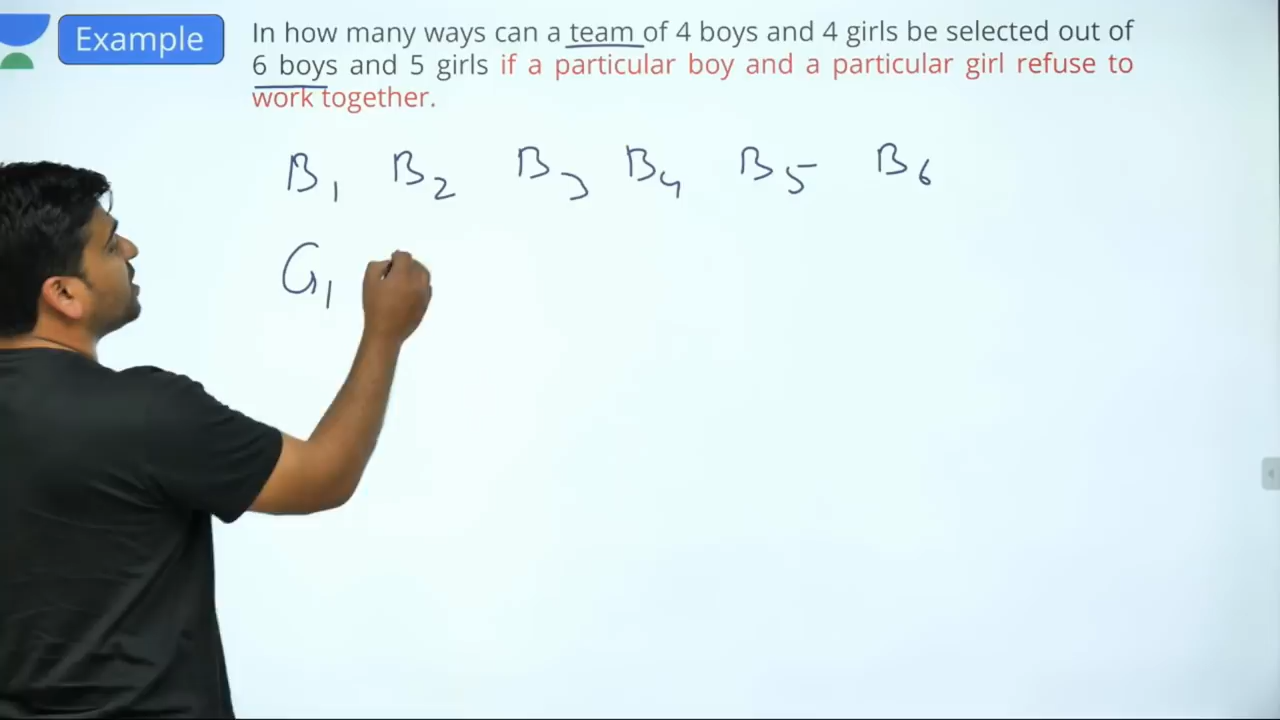 Example
In how many ways can a team of 4 boys and 4 girls be selected out of
6 boys and 5 girls if a particular boy and a particular girl refuse to
work together.
B₁ B₂ B₃ B₄ B₅ B₆
G₁